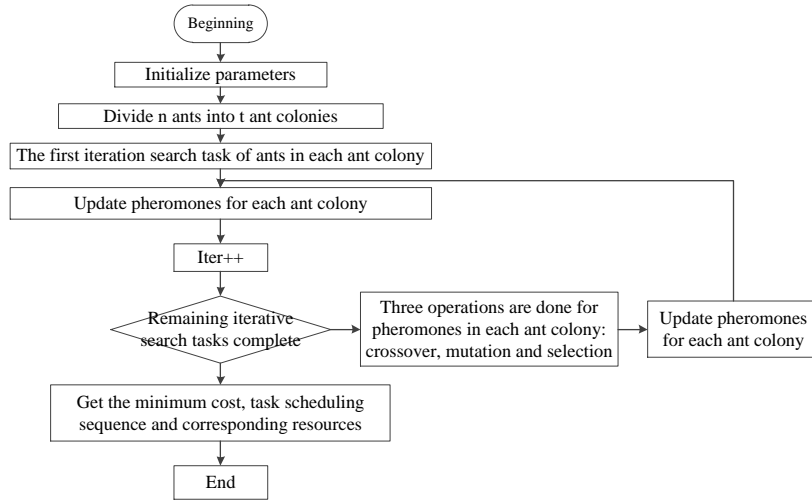 Beginning
Initialize parameters
Divide n ants into t ant colonies
The first iteration search task of ants in each ant colony
Update pheromones for each ant colony
Iter++
Remaining iterative
search tasks complete
Three operations are done for
pheromones in each ant colony:
crossover, mutation and selection
Update pheromones
for each ant colony
Get the minimum cost, task scheduling
sequence and corresponding resources
End